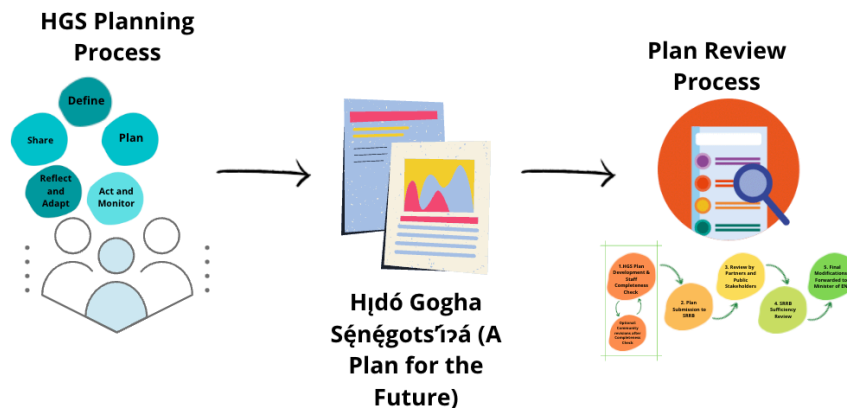 HGS Planning
Process
Define
Plan
Share
Reflect
and
Adapt
Act and
Monitor
Hı̨dó Gogha
Sę́nę́gots'ı́ɂá (A
Plan for the
Future)
Plan Review
Process
1.HGS Plan
Development &
Staff
Completeness
Check
Optional
Community
revisions after
Completeness
Check
2. Plan
Submission to
SRRB
3. Review by
Partners and
Public
Stakeholders
4. SRRB
Sufficiency
Review
5. Final
Modifications
Forwarded to
Minister of EN